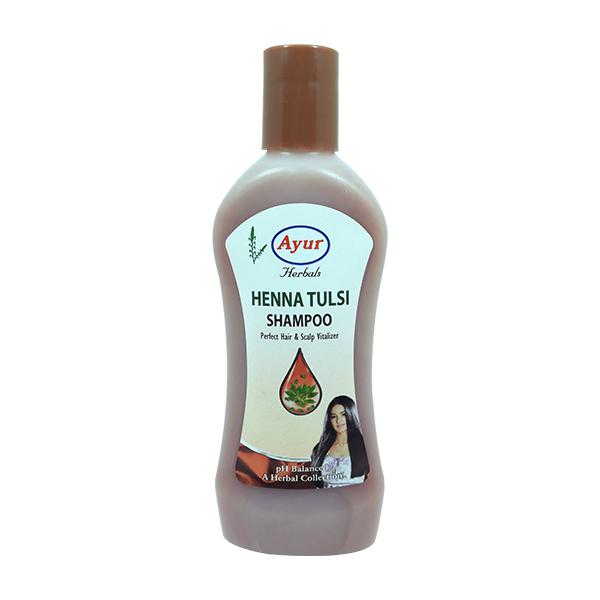 Ayur
Herbals
HENNA TULSI
SHAMPOO
Perfect Hair & Scalp Vitalizer
pH Balanced
A Herbal Collection